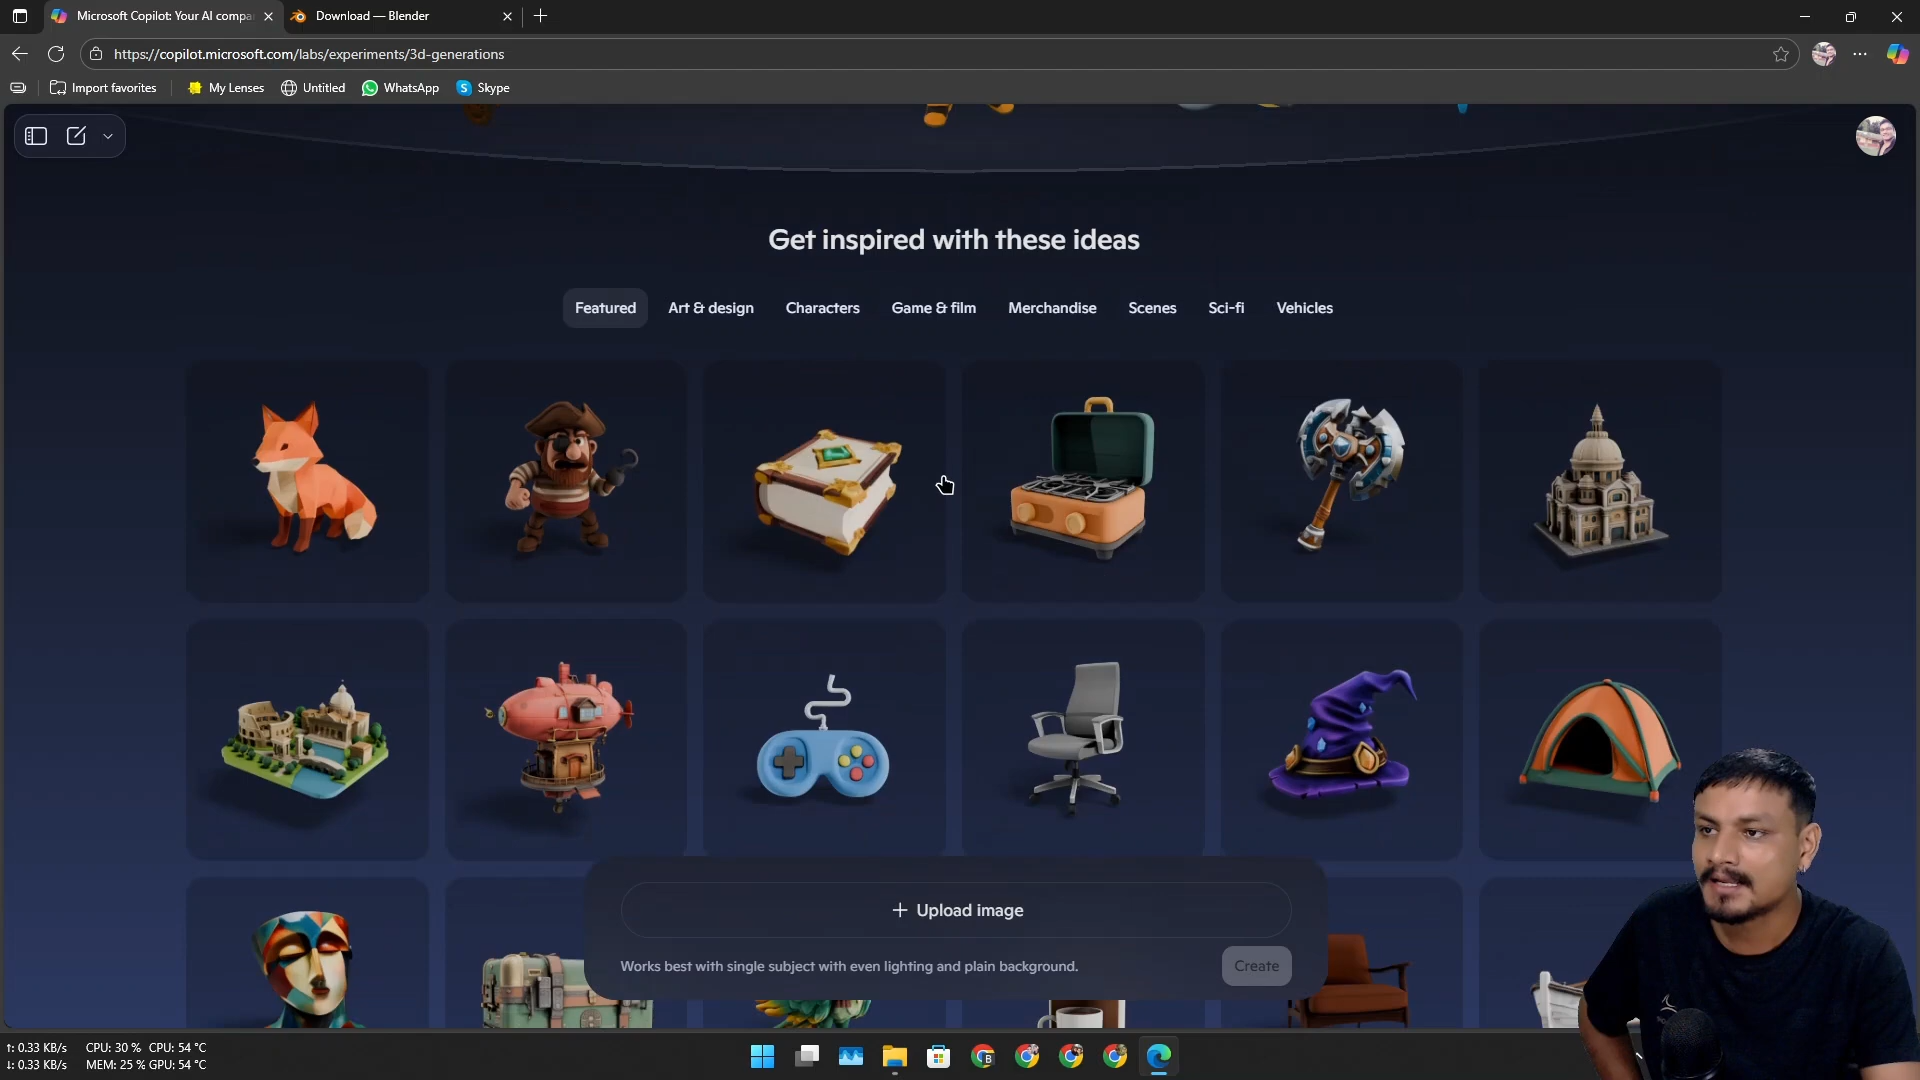 Microsoft Copilot: Your AI compa
Download — Blender
https://copilot.microsoft.com/labs/experiments/3d-generations
Import favorites
My Lenses
Untitled
WhatsApp
Skype
Get inspired with these ideas
Featured
Art & design
Characters
Game & film
Merchandise
Scenes
Sci-fi
Vehicles
+ Upload image
Works best with single subject with even lighting and plain background.
Create
↑: 0.33 KB/s CPU: 30 % CPU: 54 °C
↓: 0.33 KB/s MEM: 25 % GPU: 54 °C